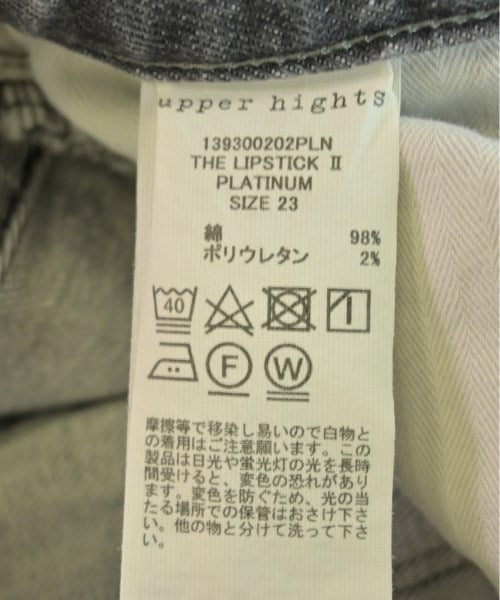 upper hights
139300202PLN
THE LIPSTICK Ⅱ
PLATINUM
SIZE 23
綿 98%
ポリウレタン 2%
40
F W
摩擦等で移染し易いので白物と
の着用はご注意願います。この
製品は日光や蛍光灯の光を長時
間受けると、変色の恐れがあり
ます。変色を防ぐため、光の当
たる場所での保管はおさけ下さ
い。他の物と分けて洗って下さ
い。